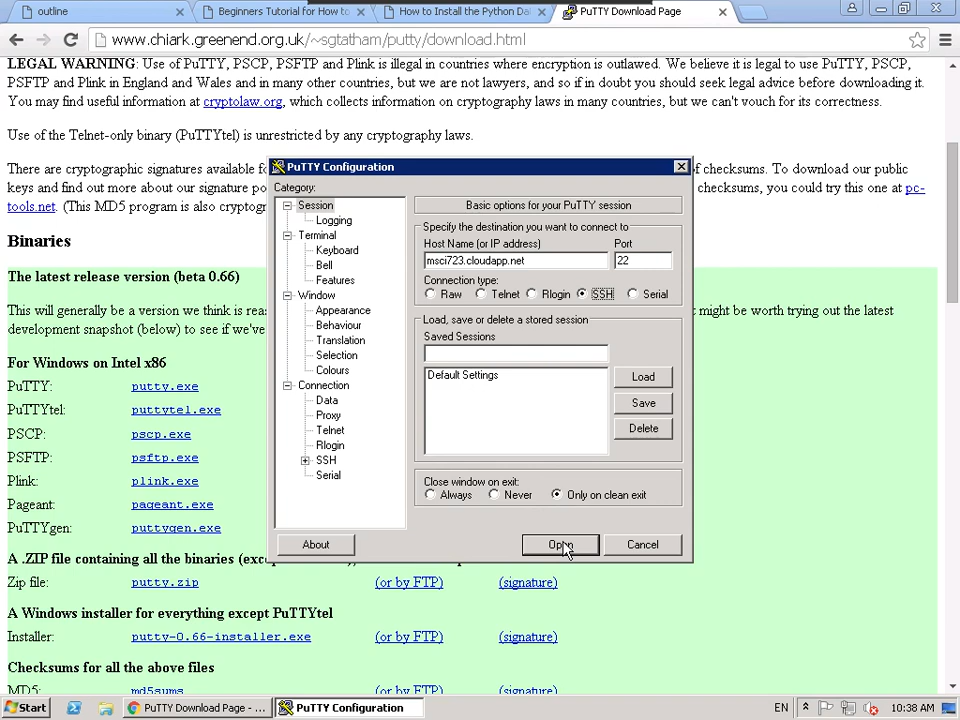 outline
Beginners Tutorial for How to
How to Install the Python Da
PuTTY Download Page
www.chiark.greenend.org.uk/~sgtatham/putty/download.html
LEGAL WARNING: Use of PuTTY, PSCP, PSFTP and Plink is illegal in countries where encryption is outlawed. We believe it is legal to use PuTTY, PSCP,
PSFTP and Plink in England and Wales and in many other countries, but we are not lawyers, and so if in doubt you should seek legal advice before downloading it.
You may find useful information at cryptolaw.org, which collects information on cryptography laws in many countries, but we can't vouch for its correctness.
Use of the Telnet-only binary (PuTTYtel) is unrestricted by any cryptography laws.
There are cryptographic signatures available fo
of checksums. To download our public
keys and find out more about our signature po
checksums, you could try this one at pc-
tools.net. (This MD5 program is also cryptogr
Binaries
The latest release version (beta 0.66)
This will generally be a version we think is rea
might be worth trying out the latest
development snapshot (below) to see if we've
For Windows on Intel x86
PuTTY: putty.exe
PuTTYtel: puttytel.exe
PSCP: pscp.exe
PSFTP: psftp.exe
Plink: plink.exe
Pageant: pageant.exe
PuTTYgen: puttygen.exe
A .ZIP file containing all the binaries (exce
Zip file: putty.zip (or by FTP) (signature)
A Windows installer for everything except PuTTYtel
Installer: putty-0.66-installer.exe (or by FTP) (signature)
Checksums for all the above files
MD5: md5sums (or by FTP) (signature)
PuTTY Configuration
Category:
Session
Logging
Terminal
Keyboard
Bell
Features
Window
Appearance
Behaviour
Translation
Selection
Colours
Connection
Data
Proxy
Telnet
Rlogin
SSH
Serial
Basic options for your PuTTY session
Specify the destination you want to connect to
Host Name (or IP address) Port
msci723.cloudapp.net 22
Connection type:
Raw Telnet Rlogin SSH Serial
Load, save or delete a stored session
Saved Sessions
Default Settings
Load
Save
Delete
Close window on exit:
Always Never Only on clean exit
About Open Cancel
Start PuTTY Download Page - ... PuTTY Configuration EN 10:38 AM